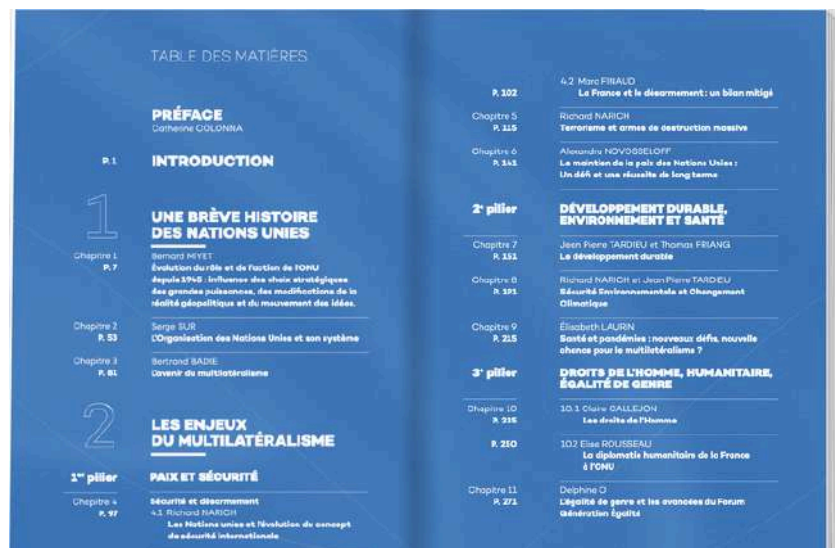 TABLE DES MATIÈRES
PRÉFACE
Catherine COLONNA
P. 1 INTRODUCTION
1 UNE BRÈVE HISTOIRE
DES NATIONS UNIES
Chapitre 1 Bernard MIYET
P. 7 Évolution du rôle et de l'action de l'ONU
depuis 1945 : influence des choix stratégiques
des grandes puissances, des modifications de la
réalité géopolitique et du mouvement des idées.
Chapitre 2 Serge SUR
P. 53 L'Organisation des Nations Unies et son système
Chapitre 3 Bertrand BADIE
P. 81 L'avenir du multilatéralisme
2 LES ENJEUX
DU MULTILATÉRALISME
1er pilier PAIX ET SÉCURITÉ
Chapitre 4 Sécurité et désarmement
P. 97 4.1 Richard NARICH
Les Nations unies et l'évolution du concept
de sécurité internationale
4.2 Marc FINAUD
P. 102 La France et le désarmement : un bilan mitigé
Chapitre 5 Richard NARICH
P. 115 Terrorisme et armes de destruction massive
Chapitre 6 Alexandra NOVOSSELOFF
P. 141 Le maintien de la paix des Nations Unies :
Un défi et une réussite de long terme
2e pilier DÉVELOPPEMENT DURABLE,
ENVIRONNEMENT ET SANTÉ
Chapitre 7 Jean Pierre TARDIEU et Thomas FRIANG
P. 151 Le développement durable
Chapitre 8 Richard NARICH et Jean Pierre TARDIEU
P. 191 Sécurité Environnementale et Changement
Climatique
Chapitre 9 Élisabeth LAURIN
P. 215 Santé et pandémies : nouveaux défis, nouvelle
chance pour le multilatéralisme ?
3e pilier DROITS DE L'HOMME, HUMANITAIRE,
ÉGALITÉ DE GENRE
Chapitre 10 10.1 Claire CALLEJON
P. 235 Les droits de l'Homme
P. 250 10.2 Elise ROUSSEAU
La diplomatie humanitaire de la France
à l'ONU
Chapitre 11 Delphine O
P. 271 L'égalité de genre et les avancées du Forum
Génération Égalité